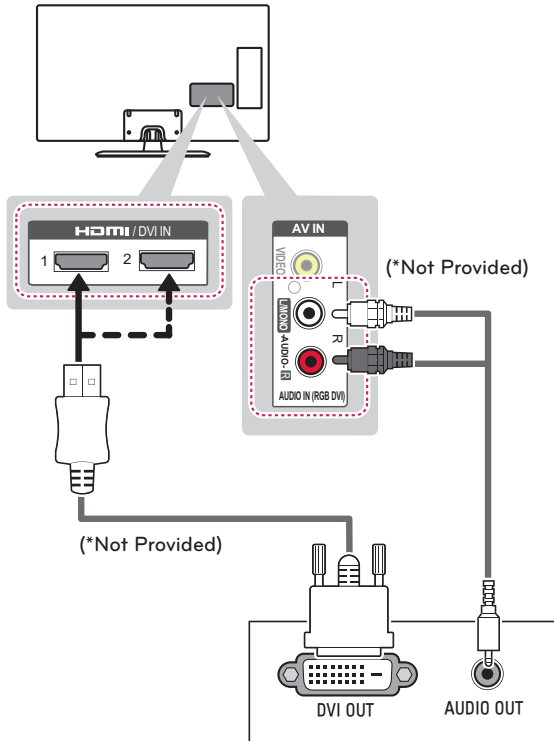 HDMI / DVI IN
1 2
AV IN
VIDEO
(*Not Provided)
L
L/MONO
R
AUDIO
R
AUDIO IN (RGB DVI)
(*Not Provided)
DVI OUT
AUDIO OUT